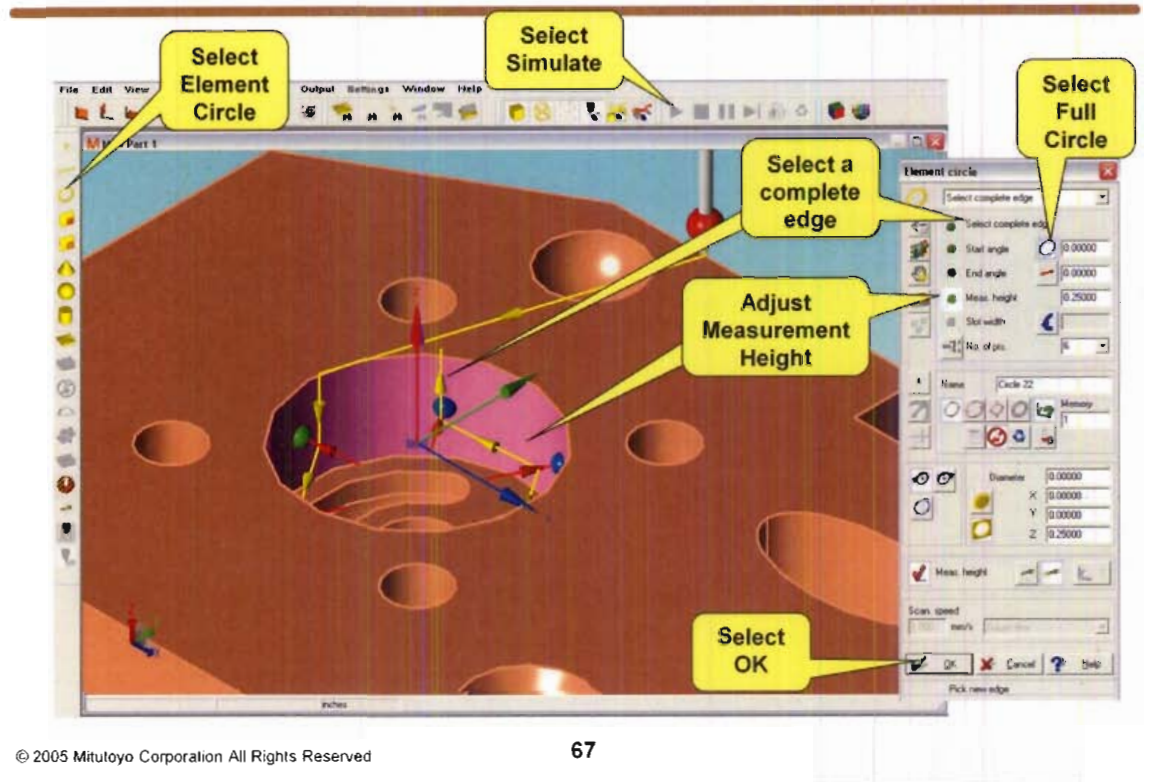 Select
Element
Circle
Select
Simulate
Select
Full
Circle
File Edit View Output Settings Window Help
Part 1
Select a
complete
edge
Element circle
Select complete edge
Select complete edge
Start angle 0.00000
End angle 0.00000
Meas. height 0.25000
Slot width
No. of pts. 6
Adjust
Measurement
Height
Name Circle 22
Memory
1
Diameter 0.00000
X 0.00000
Y 0.00000
Z 0.25000
Meas. height
Scan. speed
mm/s
Select
OK
OK Cancel Help
Pick new edge
inches
© 2005 Mitutoyo Corporation All Rights Reserved
67